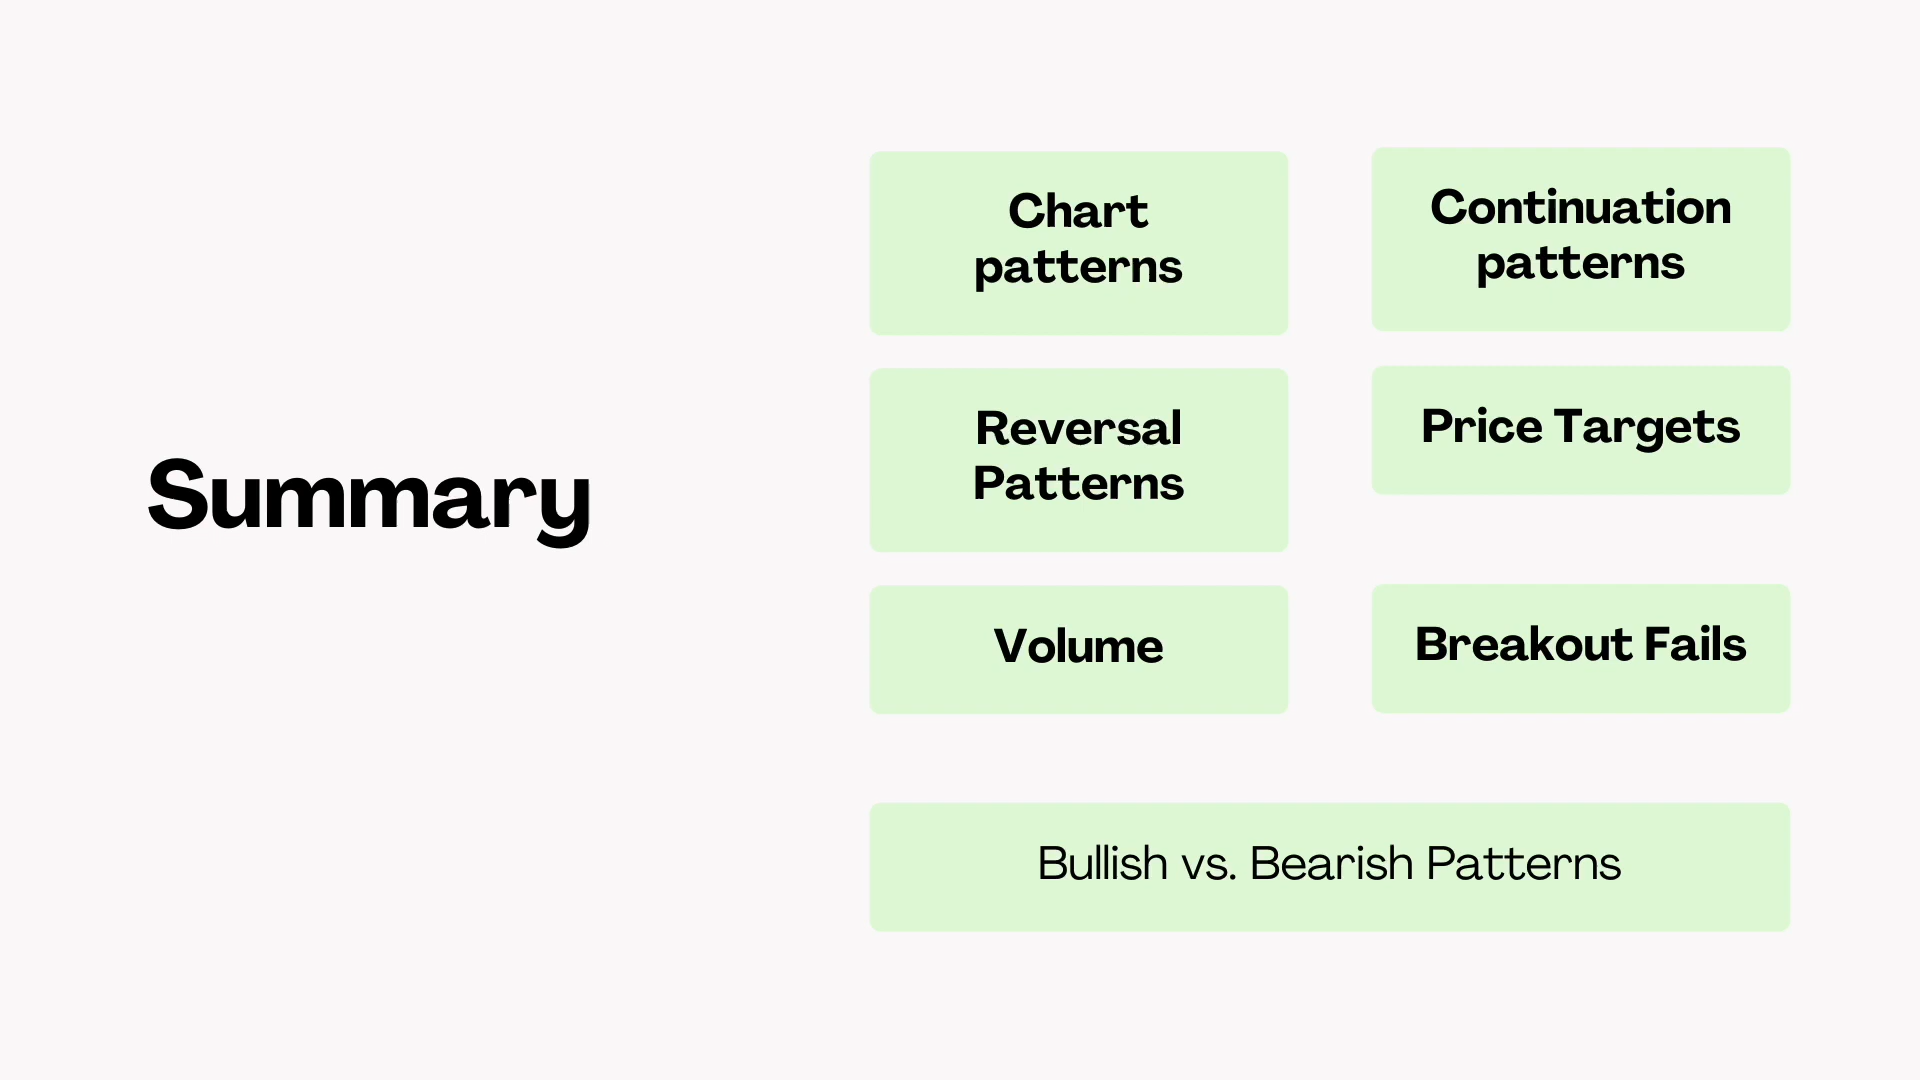 Summary
Chart
patterns
Continuation
patterns
Reversal
Patterns
Price Targets
Volume
Breakout Fails
Bullish vs. Bearish Patterns